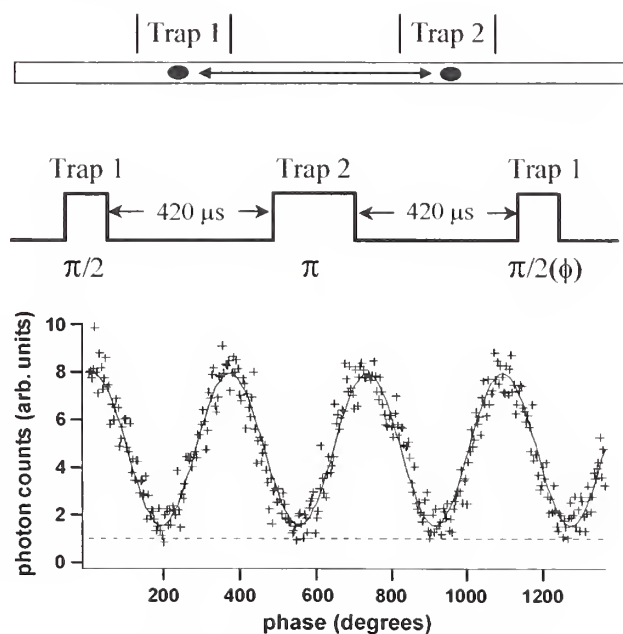 Trap 1 Trap 2
Trap 1 Trap 2 Trap 1
420 μs 420 μs
π/2 π π/2(ϕ)
10
8
6
4
2
0
photon counts (arb. units)
200 400 600 800 1000 1200
phase (degrees)